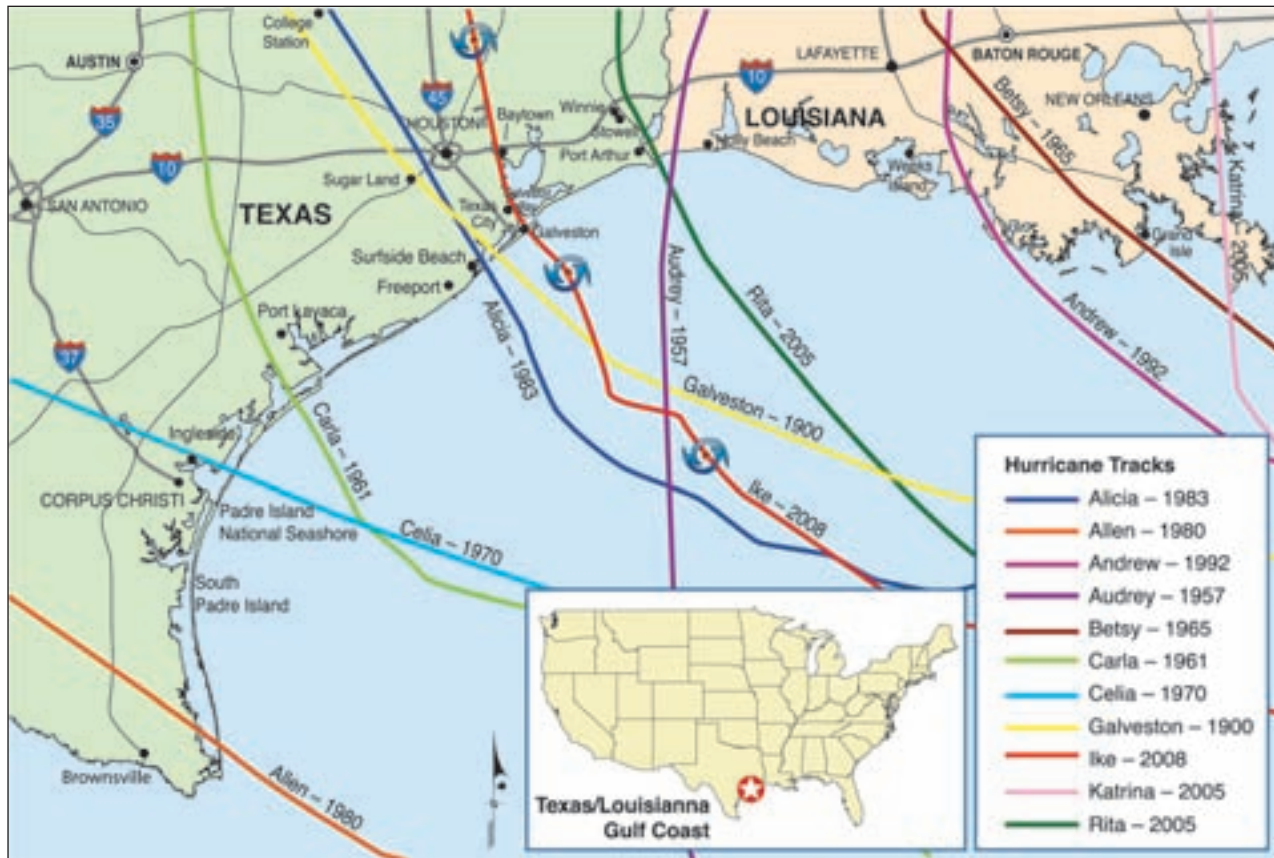 College
Station
AUSTIN
35
45
HOUSTON
Baytown
Winnie
Stowell
Port Arthur
10
LAFAYETTE
BATON ROUGE
NEW ORLEANS
LOUISIANA
Holly Beach
Weeks
Island
Betsy – 1965
Katrina – 2005
Grand
Isle
10
SAN ANTONIO
TEXAS
Sugar Land
Texas
City
Galveston
Surfside Beach
Freeport
Port Lavaca
37
Alicia – 1983
Audrey – 1957
Rita – 2005
Andrew – 1992
Galveston – 1900
Carla – 1961
Ingleside
CORPUS CHRISTI
Padre Island
National Seashore
Celia – 1970
Ike – 2008
South
Padre Island
Brownsville
Allen – 1980
Texas/Louisianna
Gulf Coast
Hurricane Tracks
Alicia – 1983
Allen – 1980
Andrew – 1992
Audrey – 1957
Betsy – 1965
Carla – 1961
Celia – 1970
Galveston – 1900
Ike – 2008
Katrina – 2005
Rita – 2005